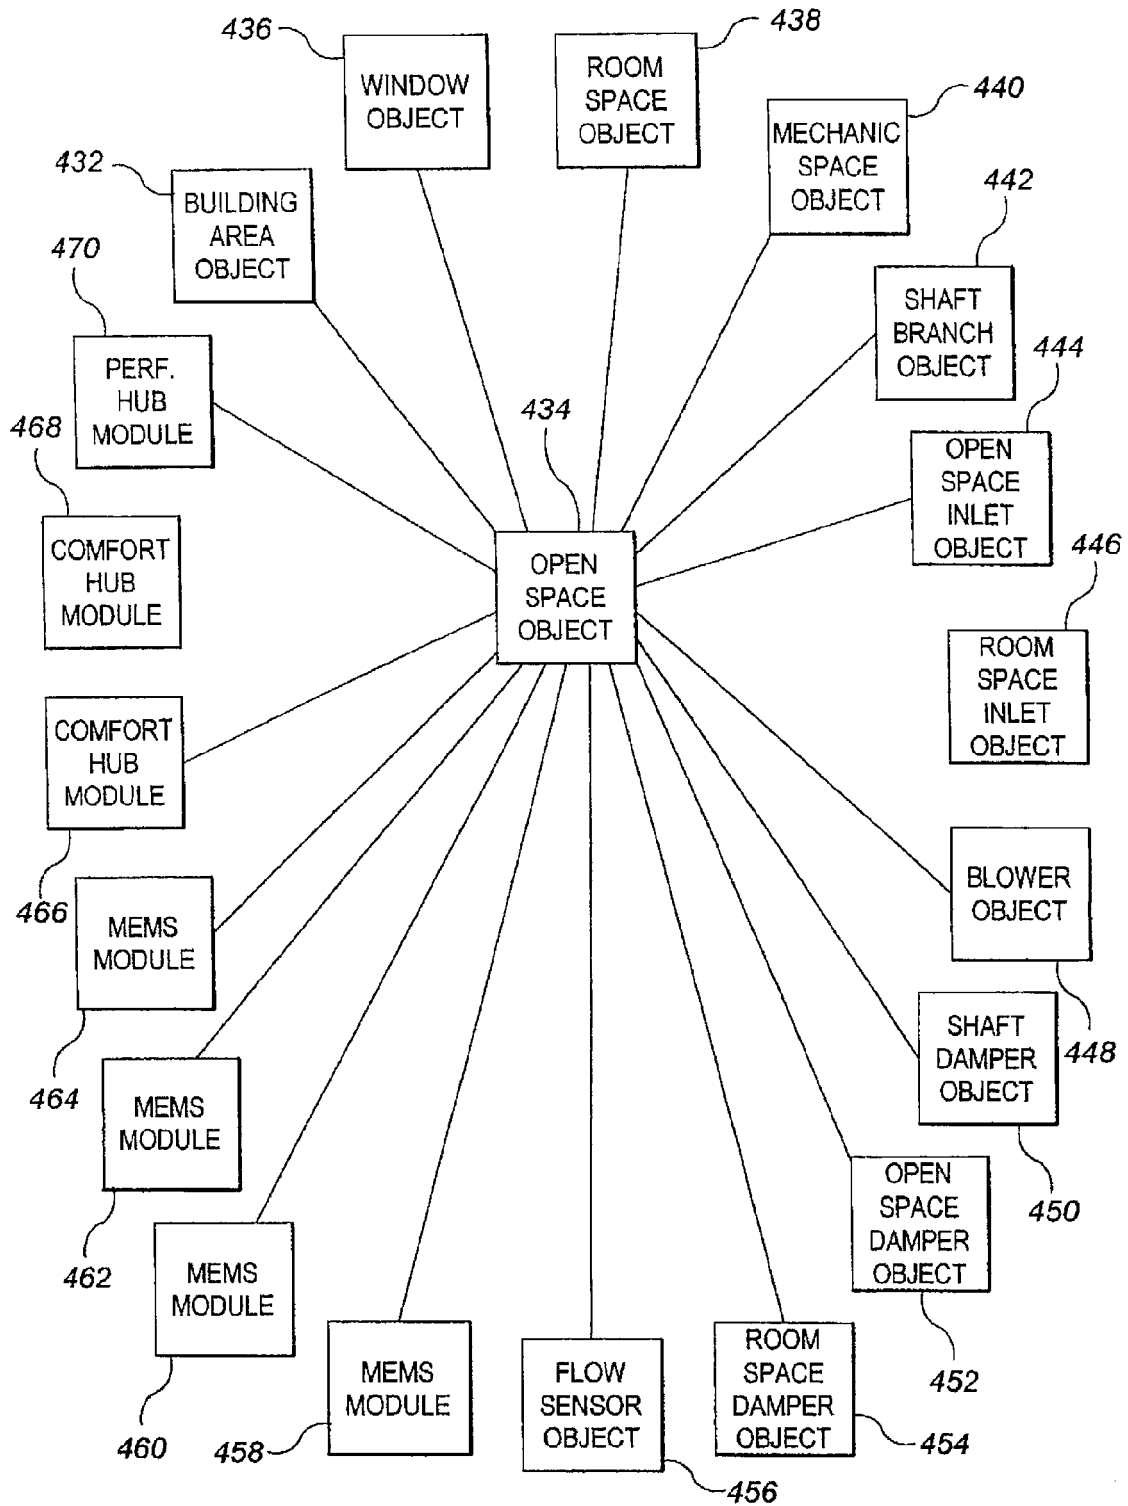 436
WINDOW
OBJECT
438
ROOM
SPACE
OBJECT
440
MECHANIC
SPACE
OBJECT
432
BUILDING
AREA
OBJECT
442
SHAFT
BRANCH
OBJECT
470
PERF.
HUB
MODULE
444
OPEN
SPACE
INLET
OBJECT
468
COMFORT
HUB
MODULE
434
OPEN
SPACE
OBJECT
446
ROOM
SPACE
INLET
OBJECT
COMFORT
HUB
MODULE
466
BLOWER
OBJECT
448
MEMS
MODULE
464
SHAFT
DAMPER
OBJECT
450
MEMS
MODULE
462
OPEN
SPACE
DAMPER
OBJECT
452
MEMS
MODULE
460
MEMS
MODULE
458
FLOW
SENSOR
OBJECT
456
ROOM
SPACE
DAMPER
OBJECT
454